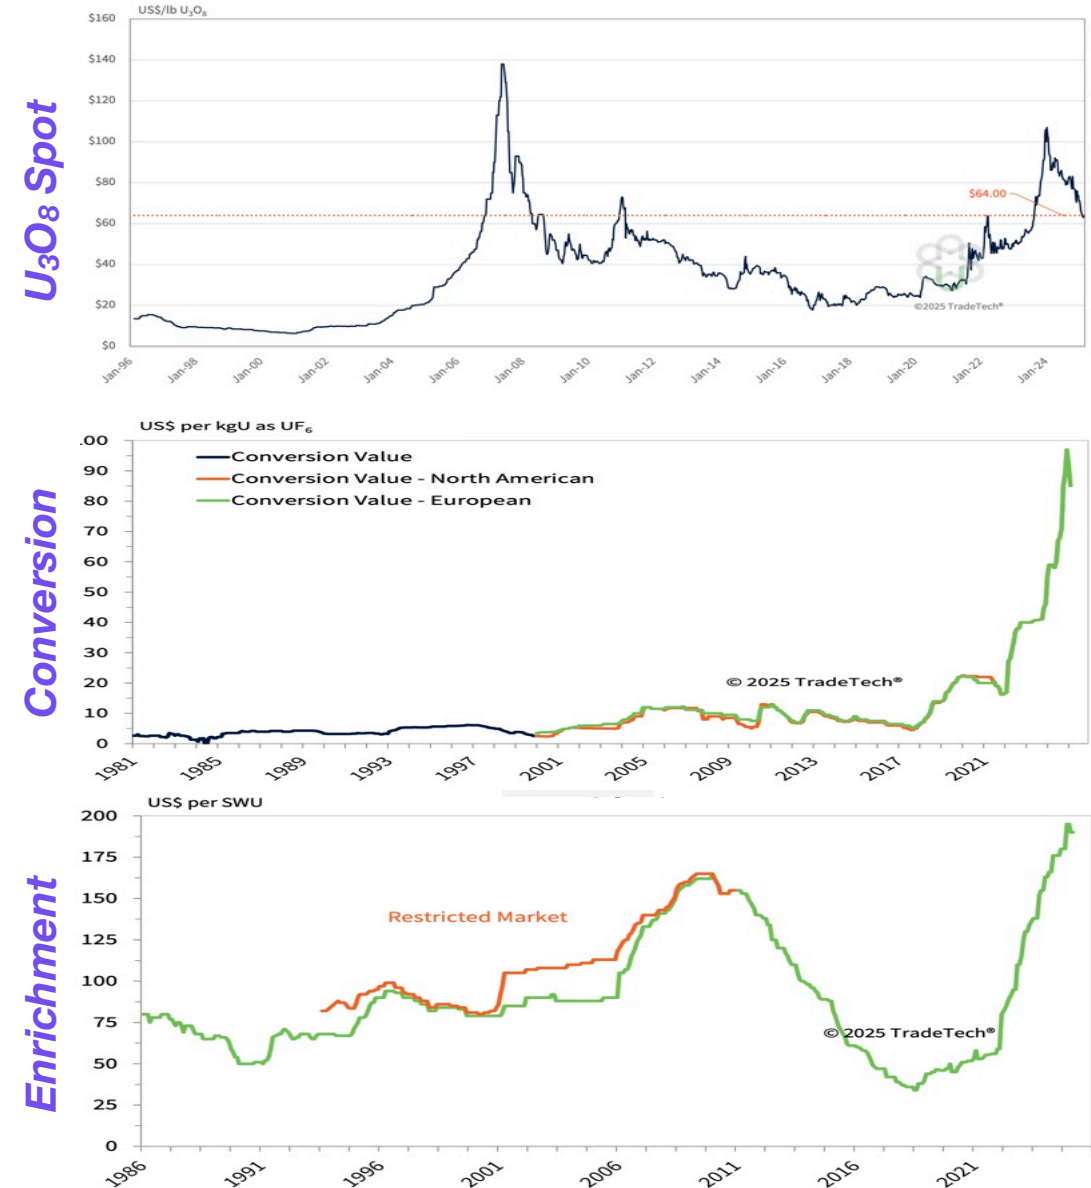 US$/lb U₃O₈
$160
$140
$120
$100
$80
$60
$40
$20
$0
$64.00
©2025 TradeTech®
Jan-96
Jan-98
Jan-00
Jan-02
Jan-04
Jan-06
Jan-08
Jan-10
Jan-12
Jan-14
Jan-16
Jan-18
Jan-20
Jan-22
Jan-24
U₃O₈ Spot
US$ per kgU as UF₆
.00
90
80
70
60
50
40
30
20
10
0
Conversion Value
Conversion Value - North American
Conversion Value - European
© 2025 TradeTech®
1981
1985
1989
1993
1997
2001
2005
2009
2013
2017
2021
Conversion
US$ per SWU
200
175
150
125
100
75
50
25
0
Restricted Market
© 2025 TradeTech®
1986
1991
1996
2001
2006
2011
2016
2021
Enrichment